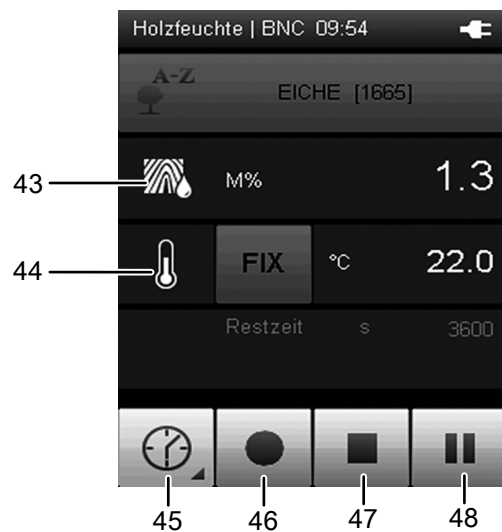 Holzfeuchte | BNC 09:54
A-Z
EICHE [1665]
43
M% 1.3
44
FIX °C 22.0
Restzeit s 3600
45 46 47 48